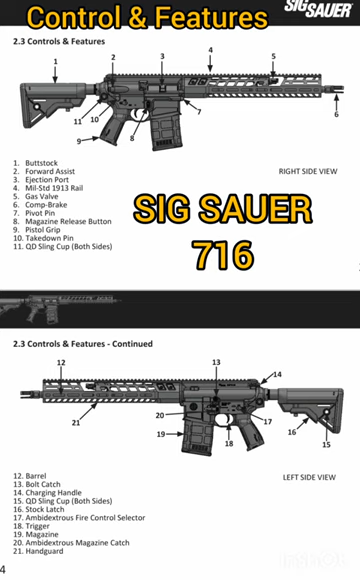 Control & Features
SIG SAUER
2.3 Controls & Features
1
2
3
4
5
6
7
8
9
10
11
1. Buttstock
2. Forward Assist
3. Ejection Port
4. Mil-Std 1913 Rail
5. Gas Valve
6. Comp-Brake
7. Pivot Pin
8. Magazine Release Button
9. Pistol Grip
10. Takedown Pin
11. QD Sling Cup (Both Sides)
RIGHT SIDE VIEW
SIG SAUER
716
2.3 Controls & Features - Continued
12
13
14
15
16
17
18
19
20
21
12. Barrel
13. Bolt Catch
14. Charging Handle
15. QD Sling Cup (Both Sides)
16. Stock Latch
17. Ambidextrous Fire Control Selector
18. Trigger
19. Magazine
20. Ambidextrous Magazine Catch
21. Handguard
LEFT SIDE VIEW
4